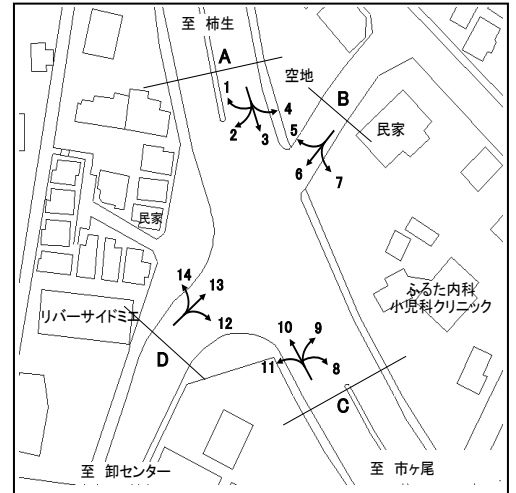 至 柿生
A
1
2
3
4
空地
B
5
6
7
民家
民家
14
13
12
リバーサイドミエ
D
ふるた内科
小児科クリニック
10
9
11
8
C
至 卸センター
至 市ヶ尾